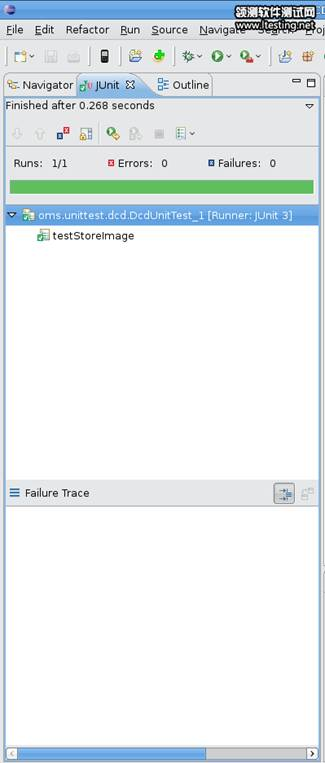 领测软件测试网
www.ltesting.net
File Edit Refactor Run Source Navigate Search
Navigator JUnit Outline
Finished after 0.268 seconds
Runs: 1/1 Errors: 0 Failures: 0
oms.unittest.dcd.DcdUnitTest_1 [Runner: JUnit 3]
testStoreImage
Failure Trace